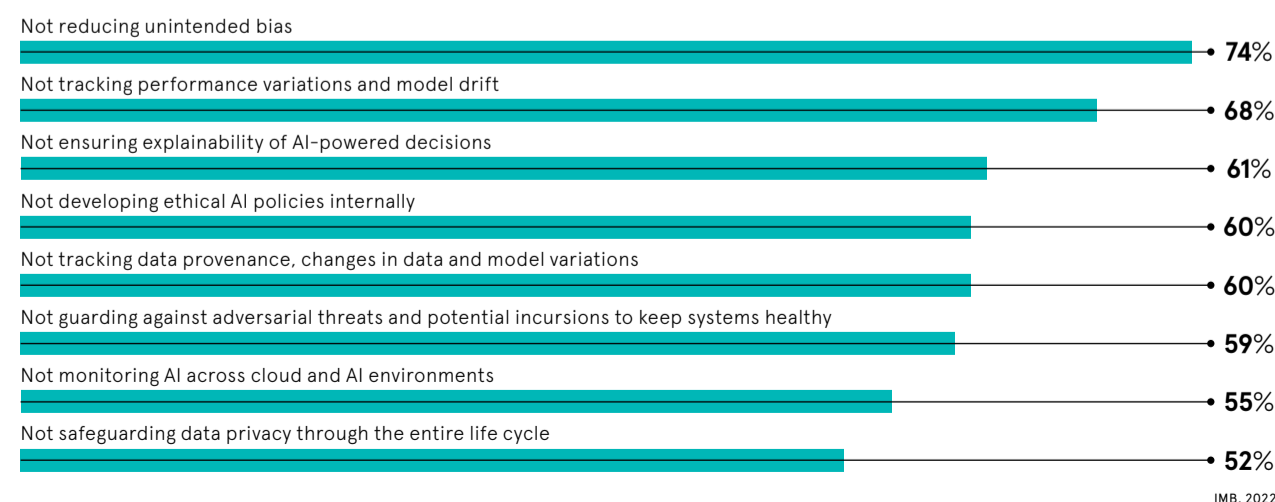 Not reducing unintended bias
74%
Not tracking performance variations and model drift
68%
Not ensuring explainability of AI-powered decisions
61%
Not developing ethical AI policies internally
60%
Not tracking data provenance, changes in data and model variations
60%
Not guarding against adversarial threats and potential incursions to keep systems healthy
59%
Not monitoring AI across cloud and AI environments
55%
Not safeguarding data privacy through the entire life cycle
52%
IMB, 2022